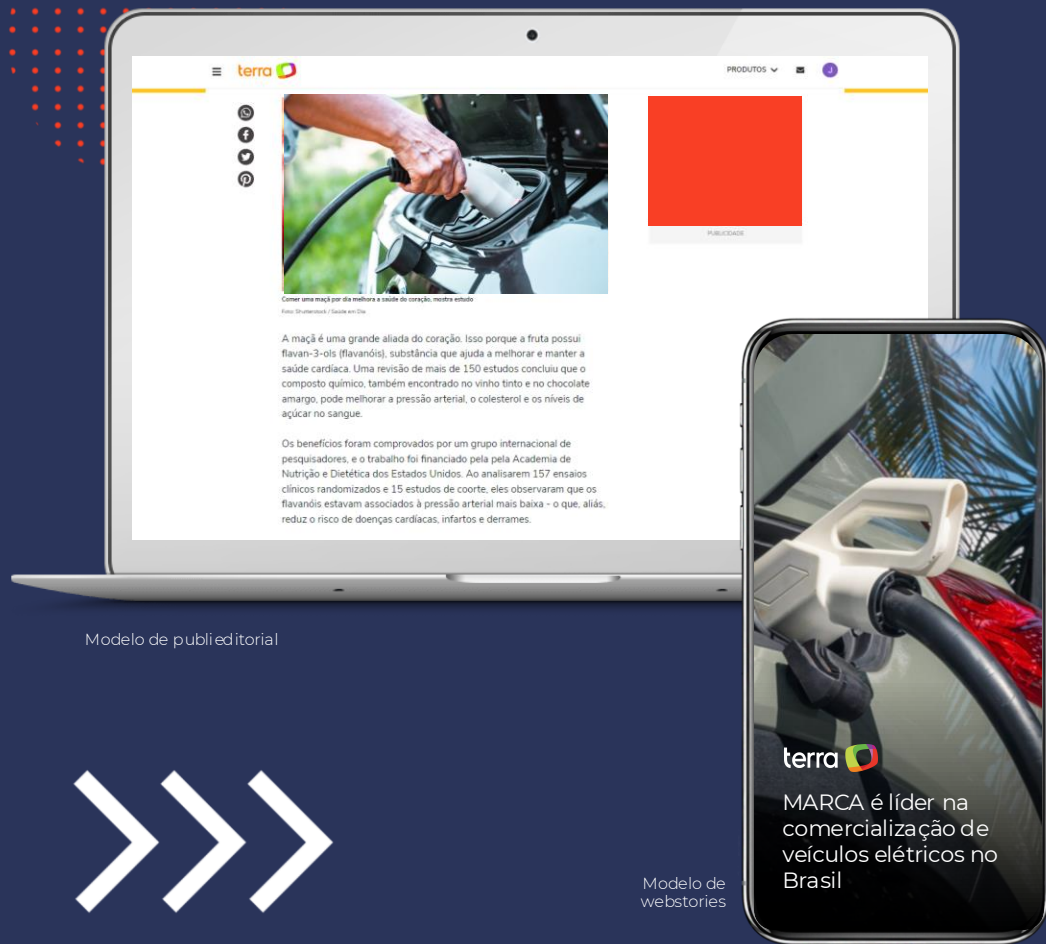 terra
PRODUTOS
J
PUBLICIDADE
Comer uma maçã por dia melhora a saúde do coração, mostra estudo
Foto: Shutterstock / Saúde em Dia
A maçã é uma grande aliada do coração. Isso porque a fruta possui
flavan-3-ols (flavanóis), substância que ajuda a melhorar e manter a
saúde cardíaca. Uma revisão de mais de 150 estudos concluiu que o
composto químico, também encontrado no vinho tinto e no chocolate
amargo, pode melhorar a pressão arterial, o colesterol e os níveis de
açúcar no sangue.
Os benefícios foram comprovados por um grupo internacional de
pesquisadores, e o trabalho foi financiado pela pela Academia de
Nutrição e Dietética dos Estados Unidos. Ao analisarem 157 ensaios
clínicos randomizados e 15 estudos de coorte, eles observaram que os
flavanóis estavam associados à pressão arterial mais baixa - o que, aliás,
reduz o risco de doenças cardíacas, infartos e derrames.
Modelo de publieditorial
terra
MARCA é líder na
comercialização de
veículos elétricos no
Brasil
Modelo de
webstories